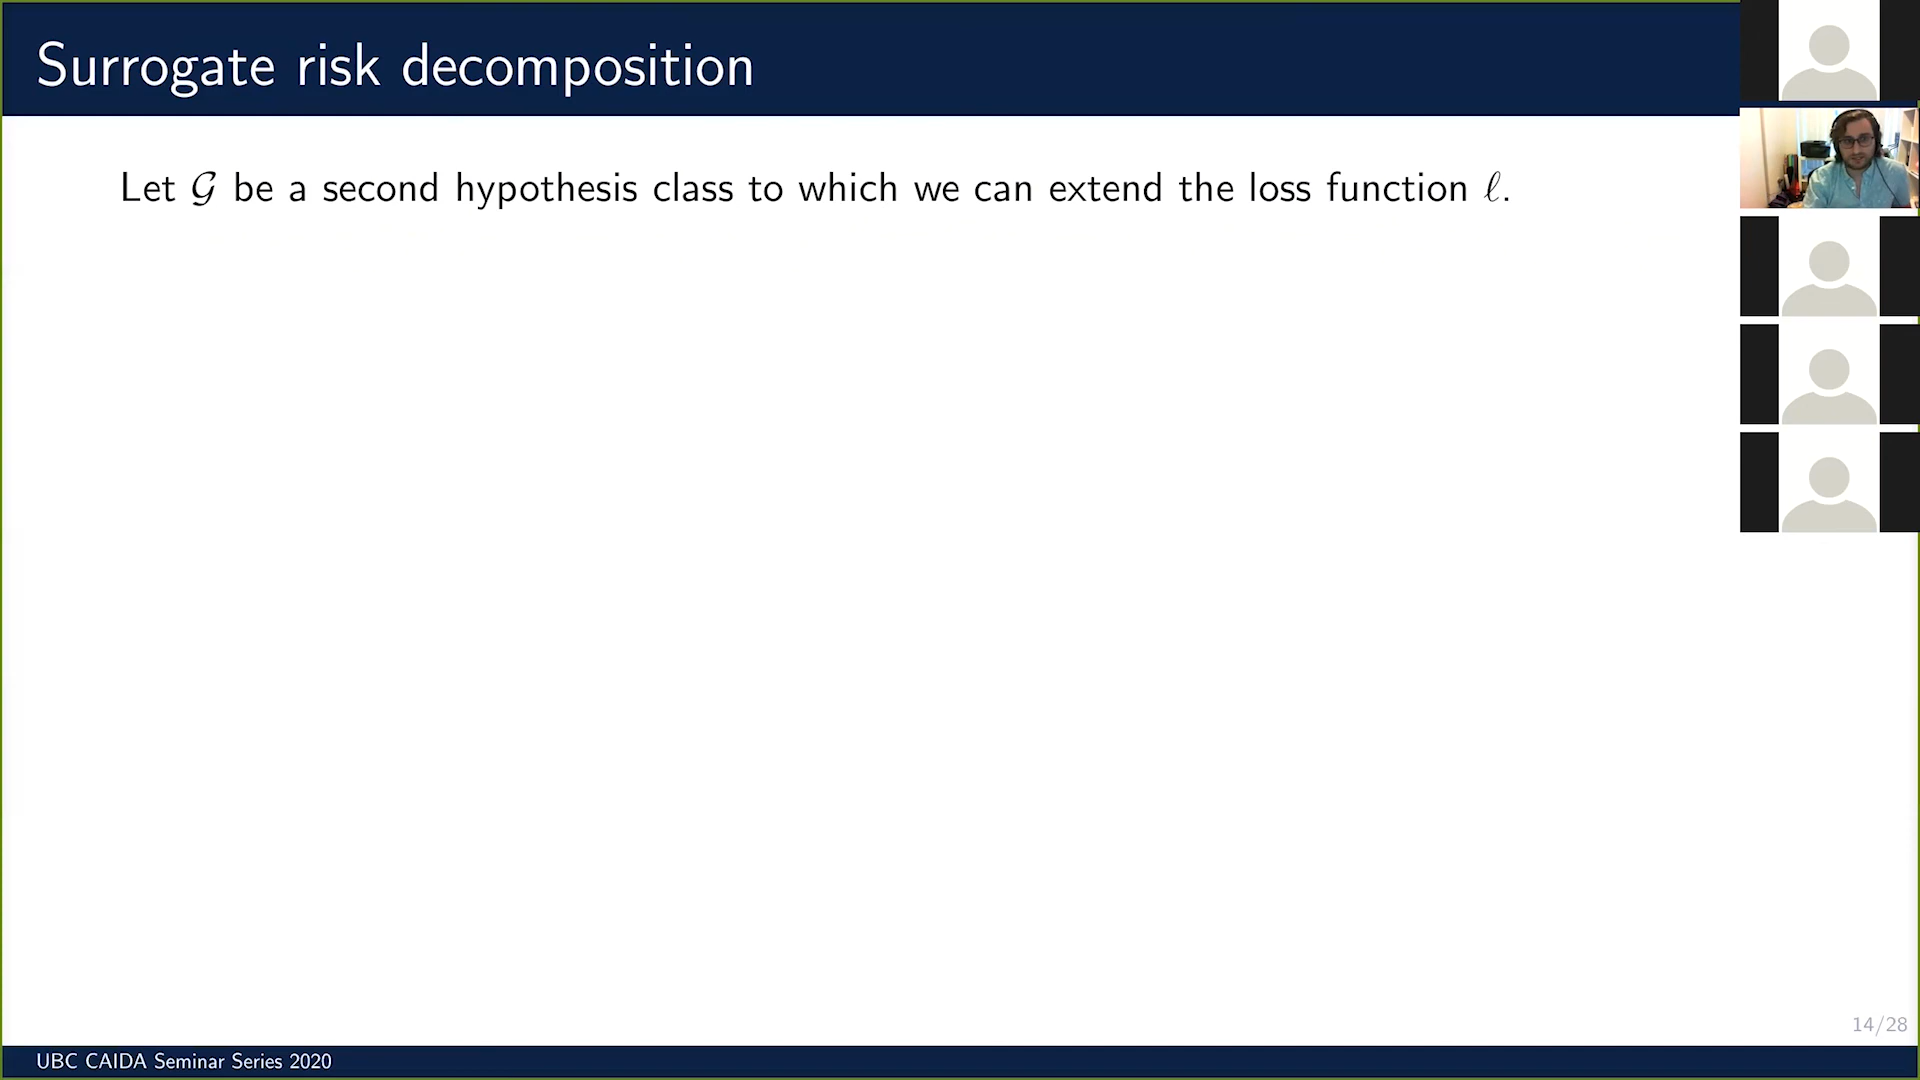 Surrogate risk decomposition
Let 𝒢 be a second hypothesis class to which we can extend the loss function ℓ.
14/28
UBC CAIDA Seminar Series 2020